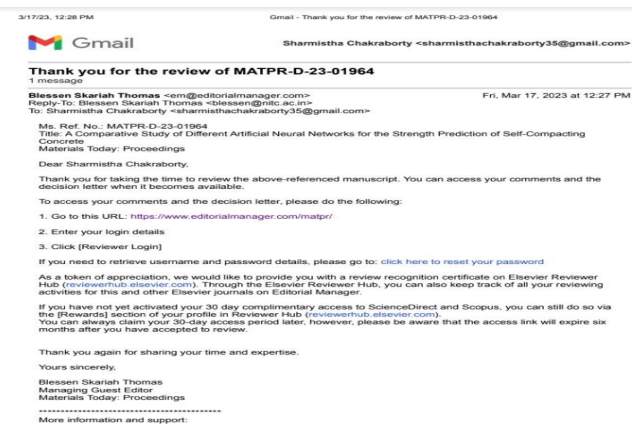 3/17/23, 12:28 PM Gmail - Thank you for the review of MATPR-D-23-01964
Gmail Sharmistha Chakraborty <sharmisthachakraborty35@gmail.com>
Thank you for the review of MATPR-D-23-01964
1 message
Blessen Skariah Thomas <em@editorialmanager.com> Fri, Mar 17, 2023 at 12:27 PM
Reply-To: Blessen Skariah Thomas <blessen@nitc.ac.in>
To: Sharmistha Chakraborty <sharmisthachakraborty35@gmail.com>
Ms. Ref. No.: MATPR-D-23-01964
Title: A Comparative Study of Different Artificial Neural Networks for the Strength Prediction of Self-Compacting
Concrete
Materials Today: Proceedings
Dear Sharmistha Chakraborty,
Thank you for taking the time to review the above-referenced manuscript. You can access your comments and the
decision letter when it becomes available.
To access your comments and the decision letter, please do the following:
1. Go to this URL: https://www.editorialmanager.com/matpr/
2. Enter your login details
3. Click [Reviewer Login]
If you need to retrieve username and password details, please go to: click here to reset your password
As a token of appreciation, we would like to provide you with a review recognition certificate on Elsevier Reviewer
Hub (reviewerhub.elsevier.com). Through the Elsevier Reviewer Hub, you can also keep track of all your reviewing
activities for this and other Elsevier journals on Editorial Manager.
If you have not yet activated your 30 day complimentary access to ScienceDirect and Scopus, you can still do so via
the [Rewards] section of your profile in Reviewer Hub (reviewerhub.elsevier.com).
You can always claim your 30-day access period later, however, please be aware that the access link will expire six
months after you have accepted to review.
Thank you again for sharing your time and expertise.
Yours sincerely,
Blessen Skariah Thomas
Managing Guest Editor
Materials Today: Proceedings
******************************************
More information and support: